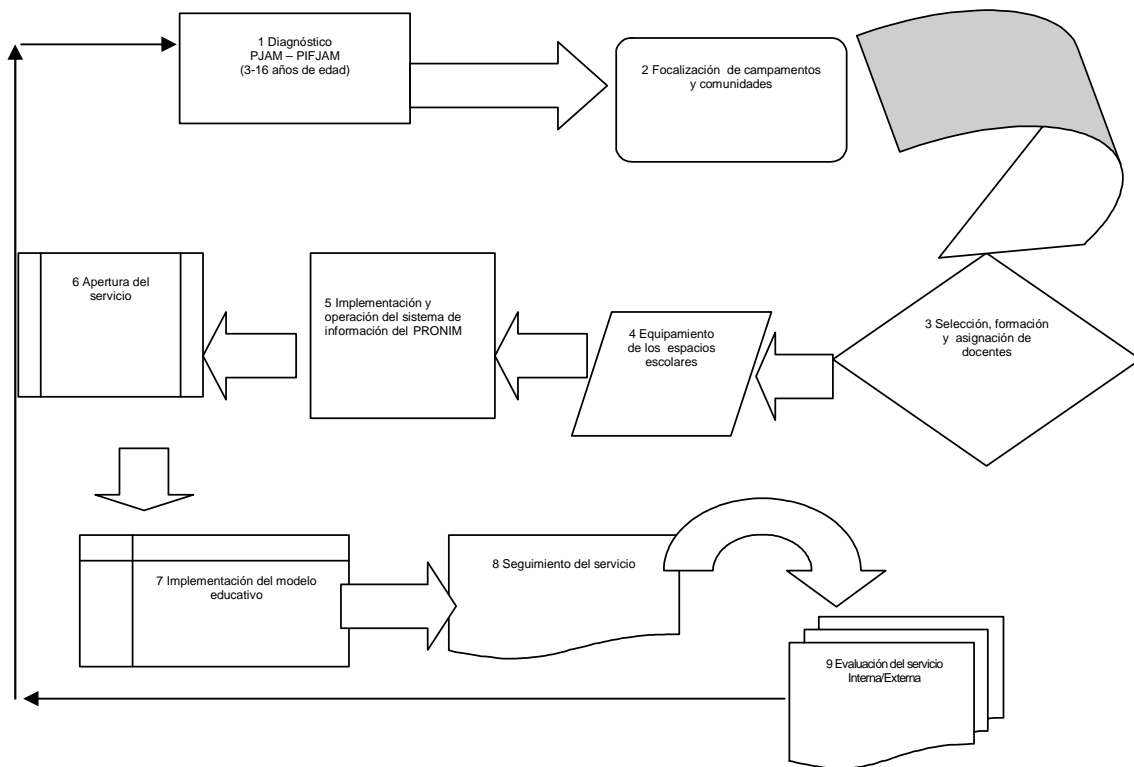 1 Diagnóstico
PJAM – PIFJAM
(3-16 años de edad)
2 Focalización de campamentos
y comunidades
3 Selección, formación
y asignación de
docentes
4 Equipamiento
de los espacios
escolares
5 Implementación y
operación del sistema de
información del PRONIM
6 Apertura del
servicio
7 Implementación del modelo
educativo
8 Seguimiento del servicio
9 Evaluación del servicio
Interna/Externa